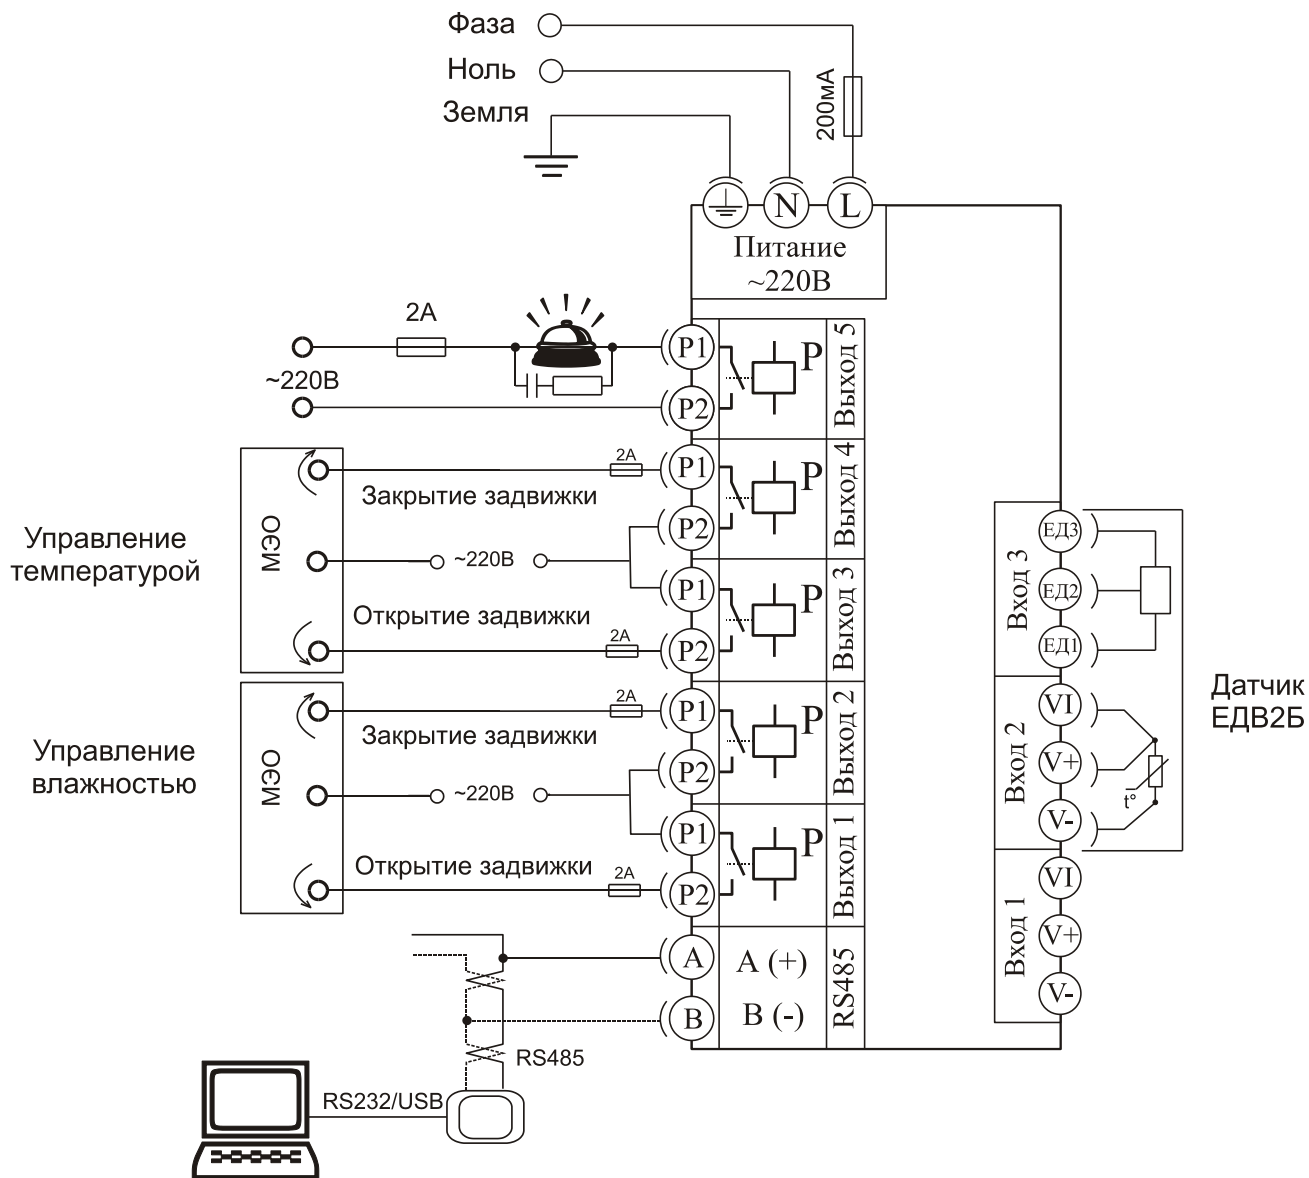 Фаза
Ноль
Земля
200мА
N
L
Питание
~220В
2А
~220В
P1
P2
Р
Выход 5
Управление
температурой
МЭО
2А
Закрытие задвижки
~220В
Открытие задвижки
2А
P1
P2
Р
Выход 4
P1
P2
Р
Выход 3
Управление
влажностью
МЭО
2А
Закрытие задвижки
~220В
Открытие задвижки
2А
P1
P2
Р
Выход 2
P1
P2
Р
Выход 1
A
B
A (+)
B (-)
RS485
RS485
RS232/USB
Вход 3
ЕД3
ЕД2
ЕД1
Вход 2
VI
V+
V-
t°
Вход 1
VI
V+
V-
Датчик
ЕДВ2Б